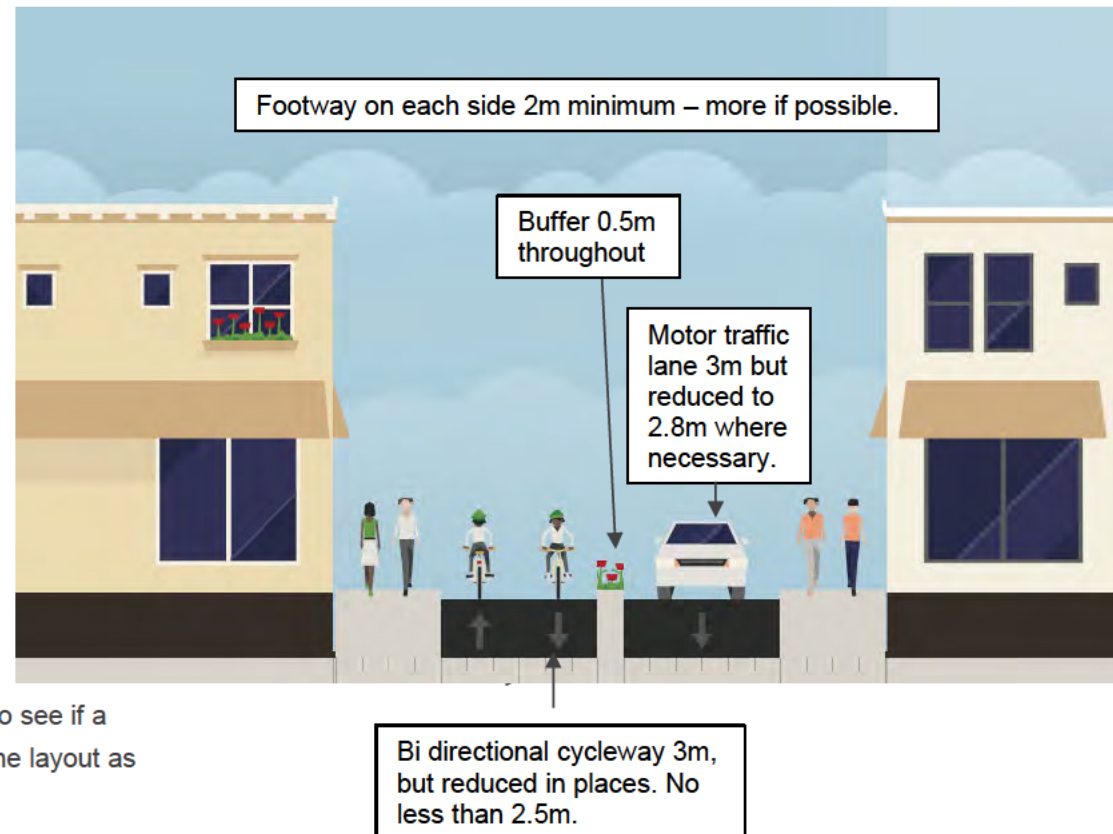 Footway on each side 2m minimum – more if possible.
Buffer 0.5m
throughout
Motor traffic
lane 3m but
reduced to
2.8m where
necessary.
o see if a
ne layout as
Bi directional cycleway 3m,
but reduced in places. No
less than 2.5m.